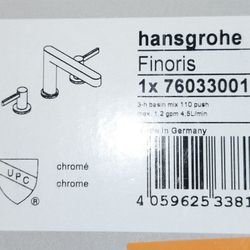 hansgrohe
Finoris
1x 76033001
3-h basin mix 110 push
max. 1.2 gpm 4,5L/min
Made in Germany
UPC
chromé
chrome
4 059625 3381